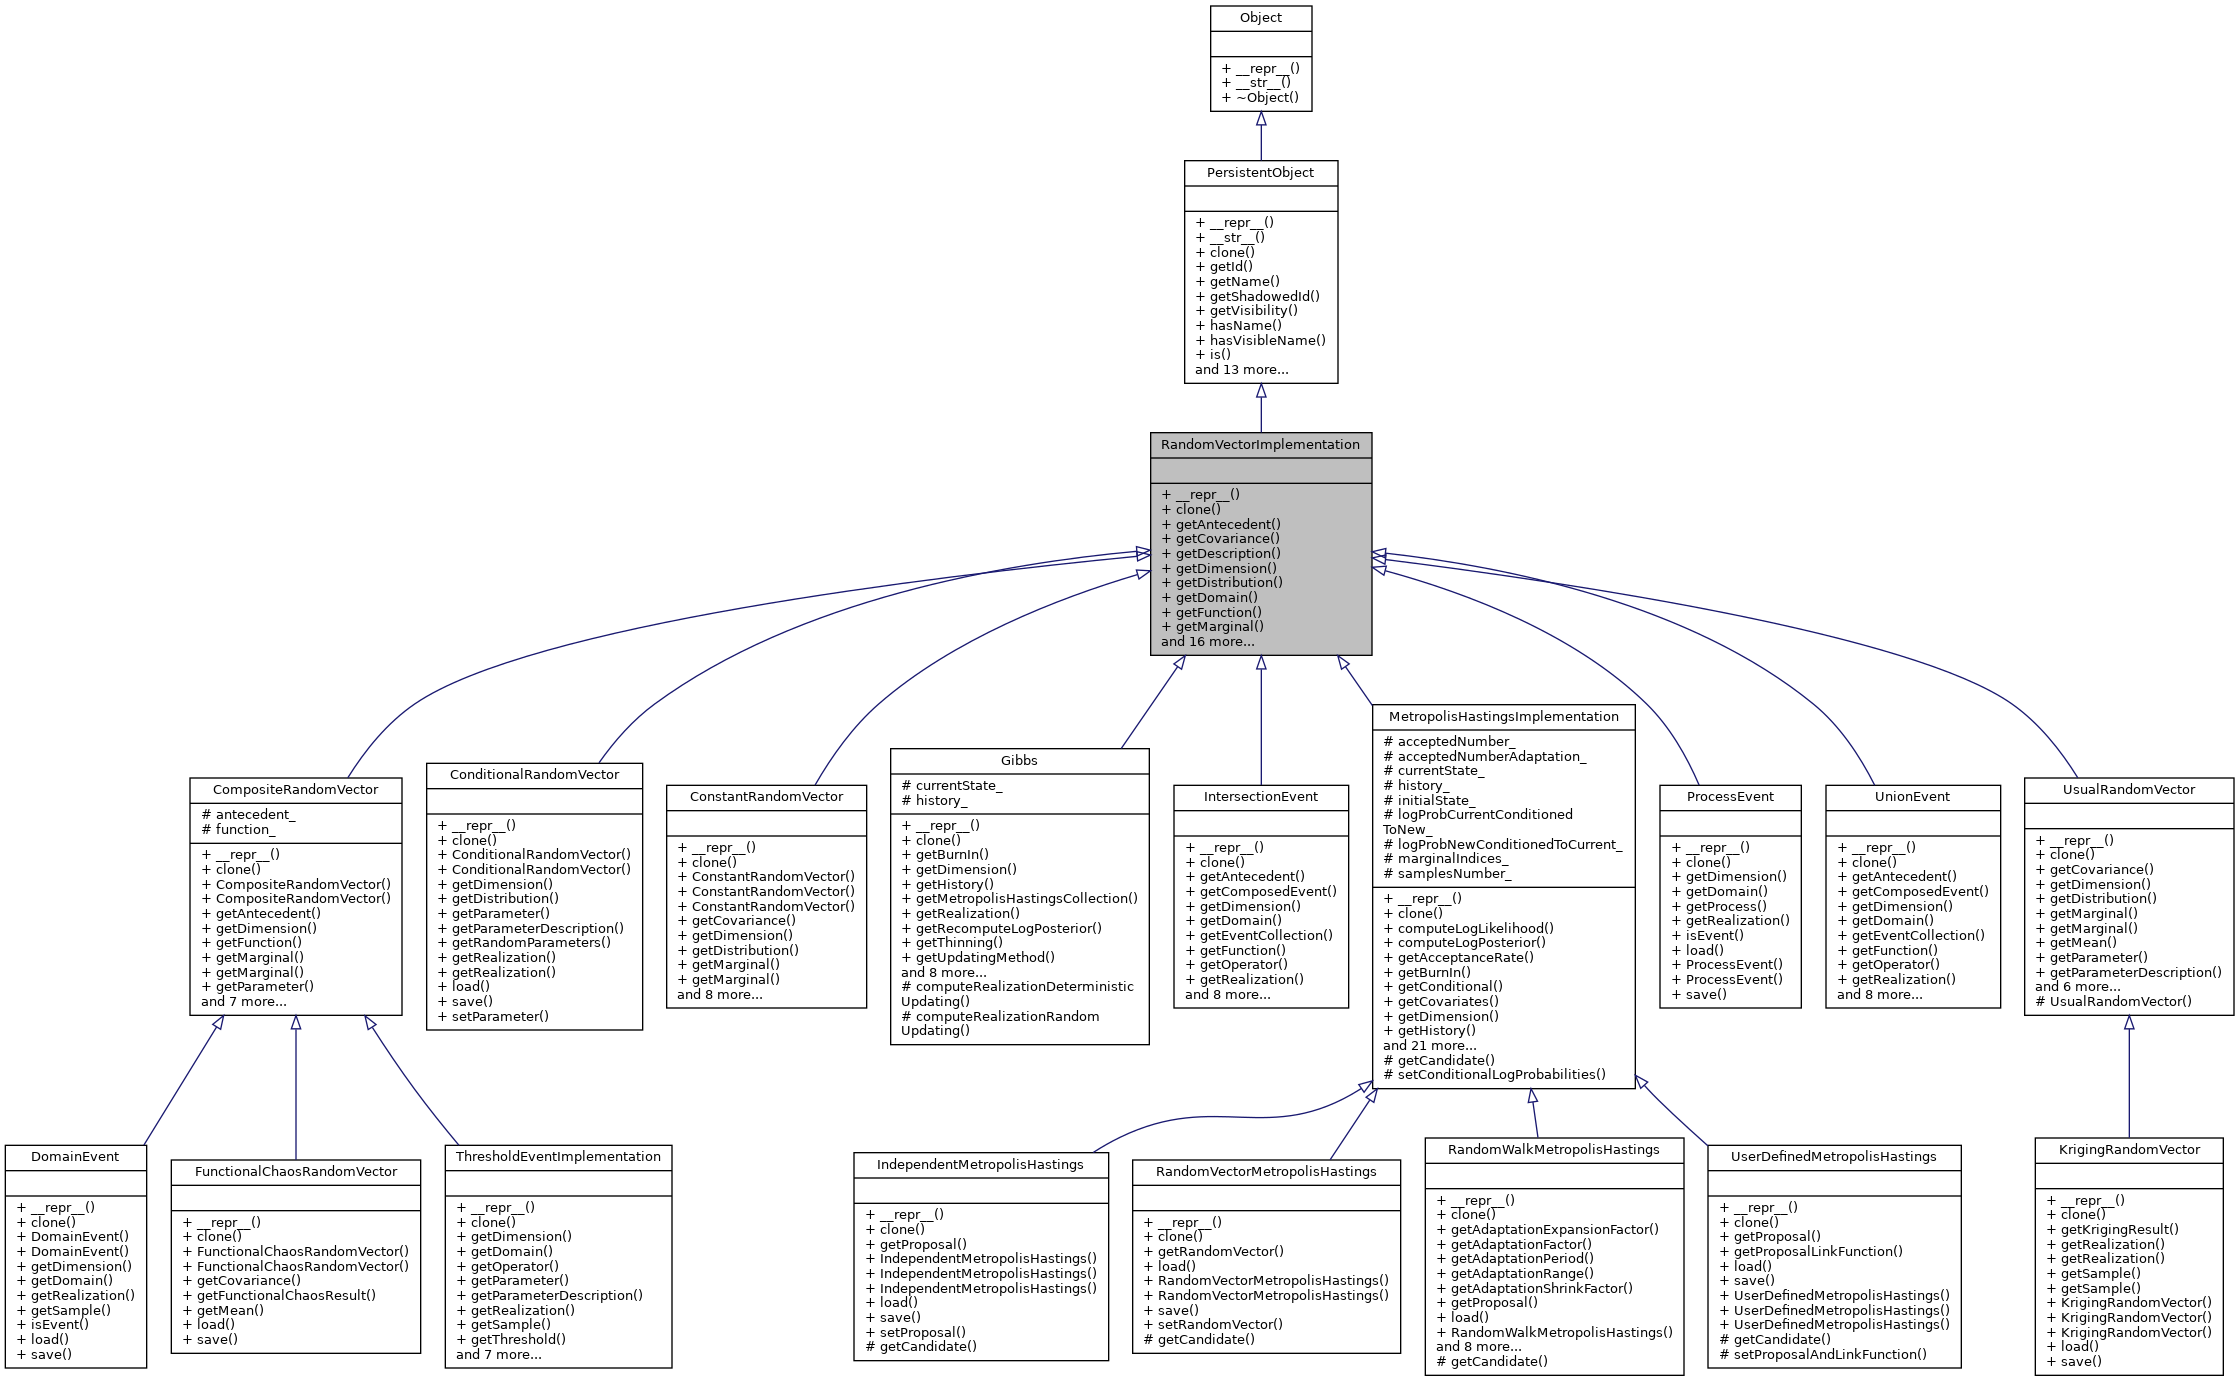 Object
+ __repr__()
+ __str__()
+ ~Object()
PersistentObject
+ __repr__()
+ __str__()
+ clone()
+ getId()
+ getName()
+ getShadowedId()
+ getVisibility()
+ hasName()
+ hasVisibleName()
+ is()
and 13 more...
RandomVectorImplementation
+ __repr__()
+ clone()
+ getAntecedent()
+ getCovariance()
+ getDescription()
+ getDimension()
+ getDistribution()
+ getDomain()
+ getFunction()
+ getMarginal()
and 16 more...
CompositeRandomVector
# antecedent_
# function_
+ __repr__()
+ clone()
+ CompositeRandomVector()
+ CompositeRandomVector()
+ getAntecedent()
+ getDimension()
+ getFunction()
+ getMarginal()
+ getMarginal()
+ getParameter()
and 7 more...
ConditionalRandomVector
+ __repr__()
+ clone()
+ ConditionalRandomVector()
+ ConditionalRandomVector()
+ getDimension()
+ getDistribution()
+ getParameter()
+ getParameterDescription()
+ getRandomParameters()
+ getRealization()
+ getRealization()
+ load()
+ save()
+ setParameter()
ConstantRandomVector
+ __repr__()
+ clone()
+ ConstantRandomVector()
+ ConstantRandomVector()
+ ConstantRandomVector()
+ getCovariance()
+ getDimension()
+ getDistribution()
+ getMarginal()
+ getMarginal()
and 8 more...
Gibbs
# currentState_
# history_
+ __repr__()
+ clone()
+ getBurnIn()
+ getDimension()
+ getHistory()
+ getMetropolisHastingsCollection()
+ getRealization()
+ getRecomputeLogPosterior()
+ getThinning()
+ getUpdatingMethod()
and 8 more...
# computeRealizationDeterministic
Updating()
# computeRealizationRandom
Updating()
IntersectionEvent
+ __repr__()
+ clone()
+ getAntecedent()
+ getComposedEvent()
+ getDimension()
+ getDomain()
+ getEventCollection()
+ getFunction()
+ getOperator()
+ getRealization()
and 8 more...
MetropolisHastingsImplementation
# acceptedNumber_
# acceptedNumberAdaptation_
# currentState_
# history_
# initialState_
# logProbCurrentConditioned
ToNew_
# logProbNewConditionedToCurrent_
# marginalIndices_
# samplesNumber_
+ __repr__()
+ clone()
+ computeLogLikelihood()
+ computeLogPosterior()
+ getAcceptanceRate()
+ getBurnIn()
+ getConditional()
+ getCovariates()
+ getDimension()
+ getHistory()
and 21 more...
# getCandidate()
# setConditionalLogProbabilities()
ProcessEvent
+ __repr__()
+ clone()
+ getDimension()
+ getDomain()
+ getProcess()
+ getRealization()
+ isEvent()
+ load()
+ ProcessEvent()
+ ProcessEvent()
+ save()
UnionEvent
+ __repr__()
+ clone()
+ getAntecedent()
+ getComposedEvent()
+ getDimension()
+ getDomain()
+ getEventCollection()
+ getFunction()
+ getOperator()
+ getRealization()
and 8 more...
UsualRandomVector
+ __repr__()
+ clone()
+ getCovariance()
+ getDimension()
+ getDistribution()
+ getMarginal()
+ getMarginal()
+ getMean()
+ getParameter()
+ getParameterDescription()
and 6 more...
# UsualRandomVector()
DomainEvent
+ __repr__()
+ clone()
+ DomainEvent()
+ DomainEvent()
+ getDimension()
+ getDomain()
+ getRealization()
+ getSample()
+ isEvent()
+ load()
+ save()
FunctionalChaosRandomVector
+ __repr__()
+ clone()
+ FunctionalChaosRandomVector()
+ FunctionalChaosRandomVector()
+ getCovariance()
+ getFunctionalChaosResult()
+ getMean()
+ load()
+ save()
ThresholdEventImplementation
+ __repr__()
+ clone()
+ getDimension()
+ getDomain()
+ getOperator()
+ getParameter()
+ getParameterDescription()
+ getRealization()
+ getSample()
+ getThreshold()
and 7 more...
IndependentMetropolisHastings
+ __repr__()
+ clone()
+ getProposal()
+ IndependentMetropolisHastings()
+ IndependentMetropolisHastings()
+ IndependentMetropolisHastings()
+ load()
+ save()
+ setProposal()
# getCandidate()
RandomVectorMetropolisHastings
+ __repr__()
+ clone()
+ getRandomVector()
+ load()
+ RandomVectorMetropolisHastings()
+ RandomVectorMetropolisHastings()
+ save()
+ setRandomVector()
# getCandidate()
RandomWalkMetropolisHastings
+ __repr__()
+ clone()
+ getAdaptationExpansionFactor()
+ getAdaptationFactor()
+ getAdaptationPeriod()
+ getAdaptationRange()
+ getAdaptationShrinkFactor()
+ getProposal()
+ load()
+ RandomWalkMetropolisHastings()
and 8 more...
# getCandidate()
UserDefinedMetropolisHastings
+ __repr__()
+ clone()
+ getProposal()
+ getProposalLinkFunction()
+ load()
+ save()
+ UserDefinedMetropolisHastings()
+ UserDefinedMetropolisHastings()
+ UserDefinedMetropolisHastings()
# getCandidate()
# setProposalAndLinkFunction()
KrigingRandomVector
+ __repr__()
+ clone()
+ getKrigingResult()
+ getRealization()
+ getRealization()
+ getSample()
+ getSample()
+ KrigingRandomVector()
+ KrigingRandomVector()
+ KrigingRandomVector()
+ load()
+ save()